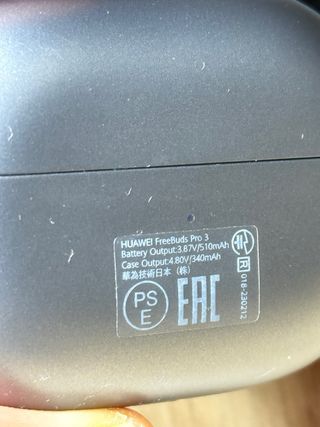 HUAWEI FreeBuds Pro 3
Battery Output:3.87V/510mAh
Case Output:4.80V/340mAh
華為技術日本（株）
PS
E
EAC
R 018-230212